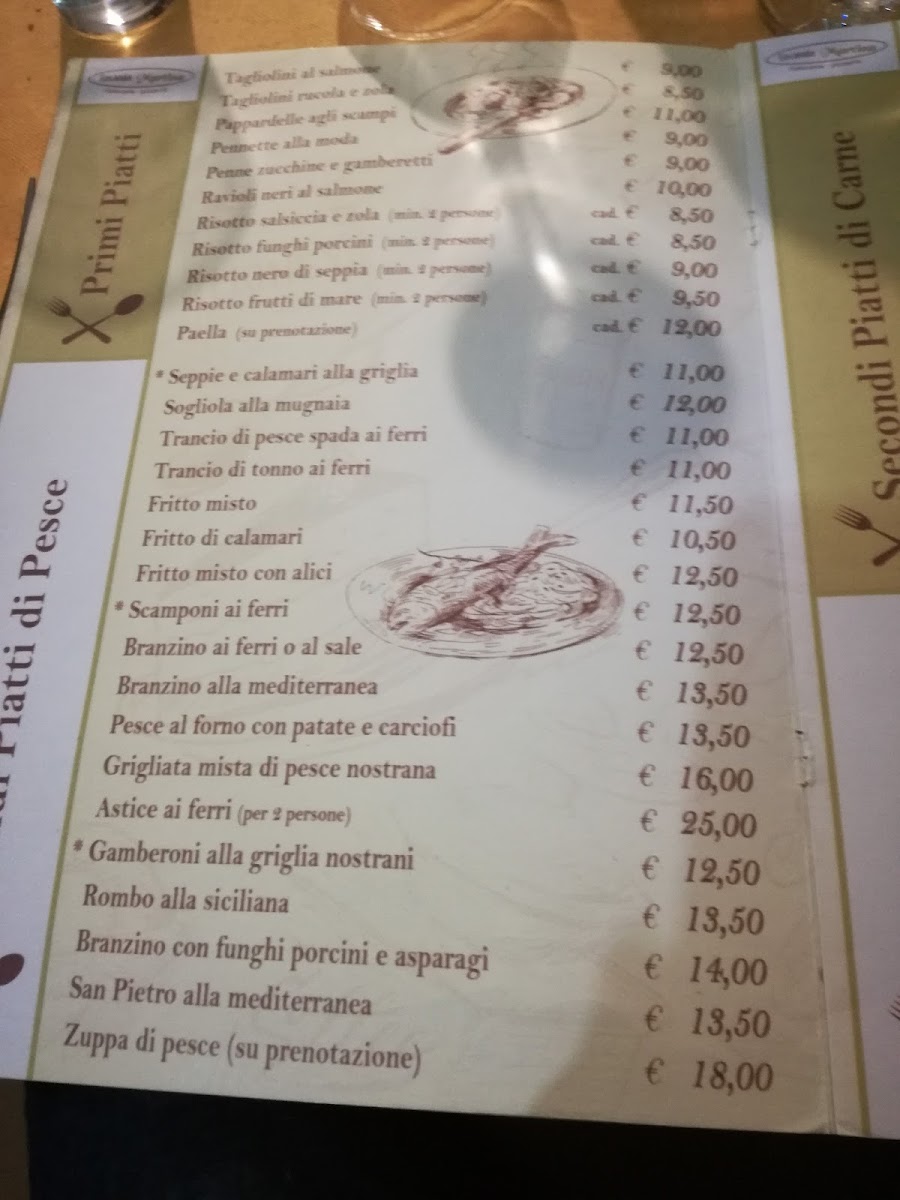 Primi Piatti
Tagliolini al salmone € 9,00
Tagliolini rucola e zola € 8,50
Pappardelle agli scampi € 11,00
Pennette alla moda € 9,00
Penne zucchine e gamberetti € 9,00
Ravioli neri al salmone € 10,00
Risotto salsiccia e zola (min. 2 persone) cad. € 8,50
Risotto funghi porcini (min. 2 persone) cad. € 8,50
Risotto nero di seppia (min. 2 persone) cad. € 9,00
Risotto frutti di mare (min. 2 persone) cad. € 9,50
Paella (su prenotazione) cad. € 12,00
Piatti di Pesce
* Seppie e calamari alla griglia € 11,00
Sogliola alla mugnaia € 12,00
Trancio di pesce spada ai ferri € 11,00
Trancio di tonno ai ferri € 11,00
Fritto misto € 11,50
Fritto di calamari € 10,50
Fritto misto con alici € 12,50
* Scamponi ai ferri € 12,50
Branzino ai ferri o al sale € 12,50
Branzino alla mediterranea € 13,50
Pesce al forno con patate e carciofi € 13,50
Grigliata mista di pesce nostrana € 16,00
Astice ai ferri (per 2 persone) € 25,00
* Gamberoni alla griglia nostrani € 12,50
Rombo alla siciliana € 13,50
Branzino con funghi porcini e asparagi € 14,00
San Pietro alla mediterranea € 13,50
Zuppa di pesce (su prenotazione) € 18,00
Secondi Piatti di Carne